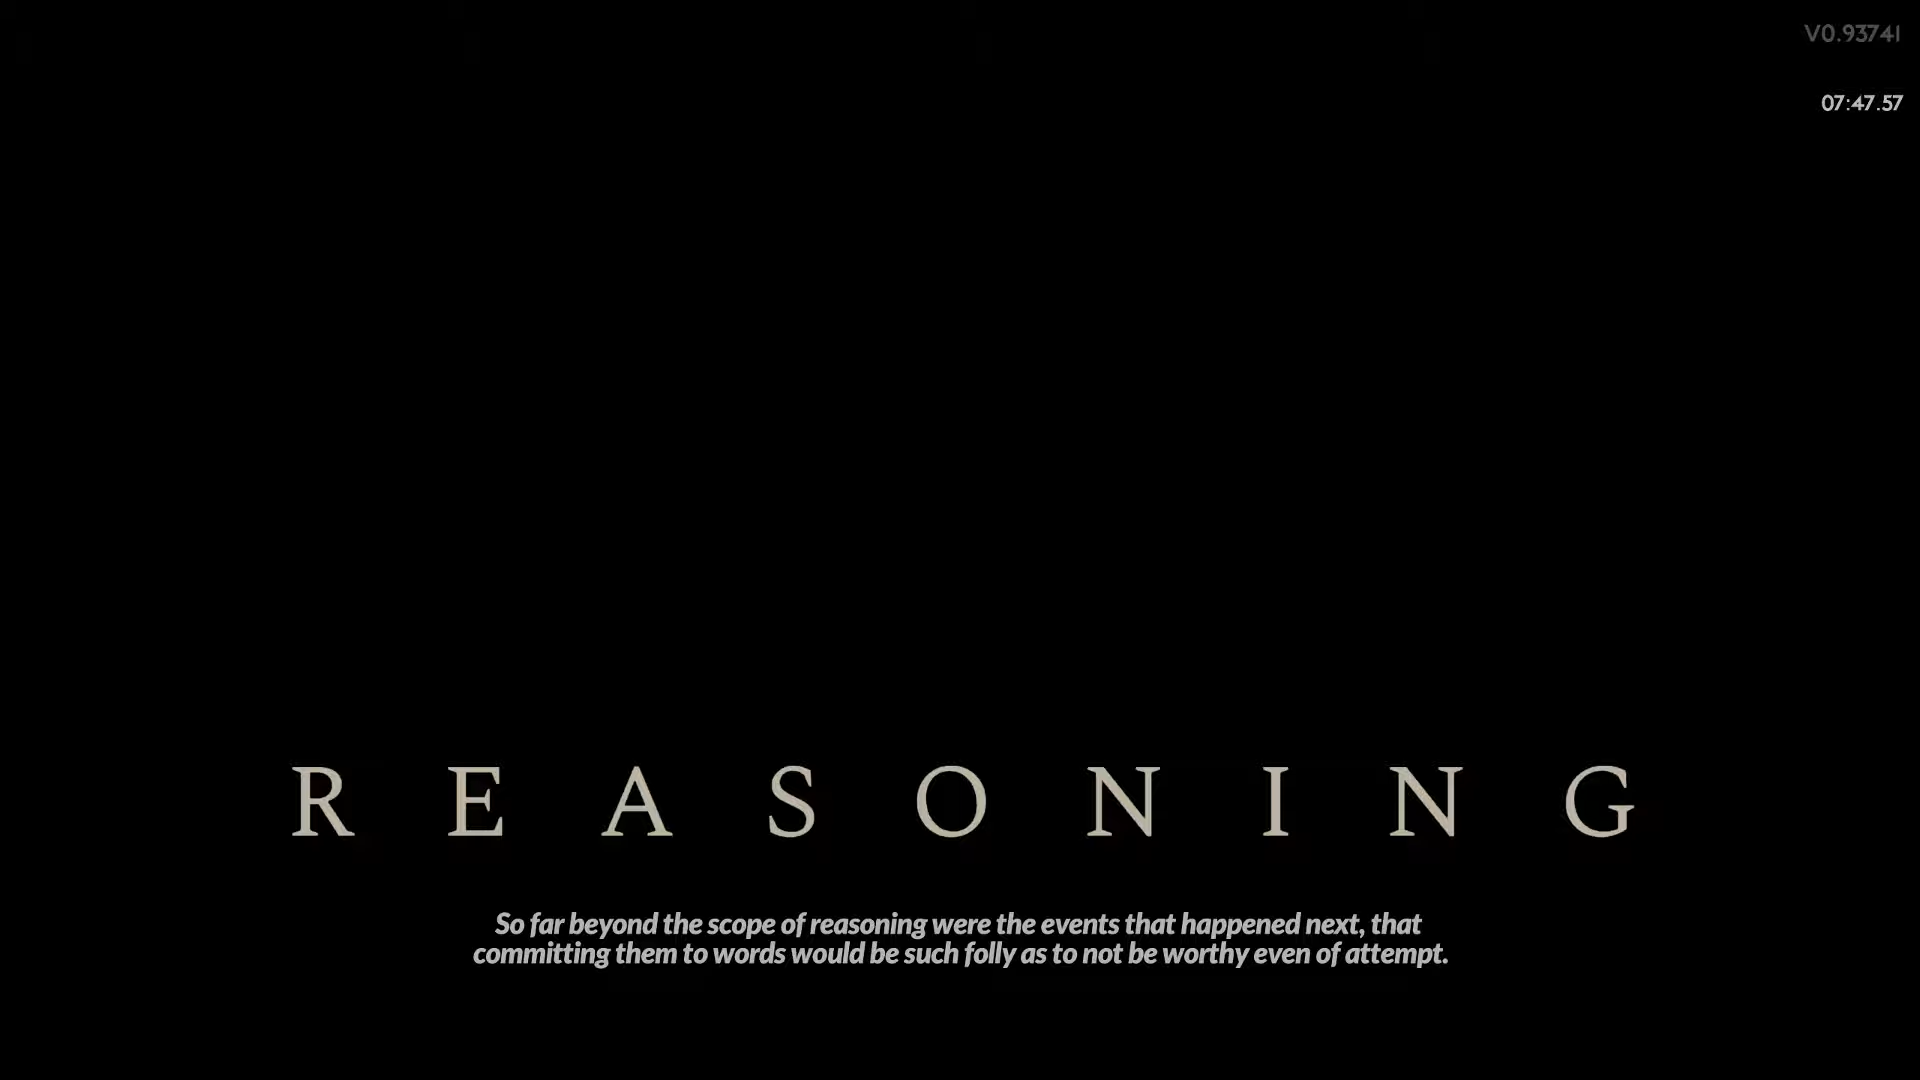 V0.93741
07:47.57
REASONING
So far beyond the scope of reasoning were the events that happened next, that
committing them to words would be such folly as to not be worthy even of attempt.